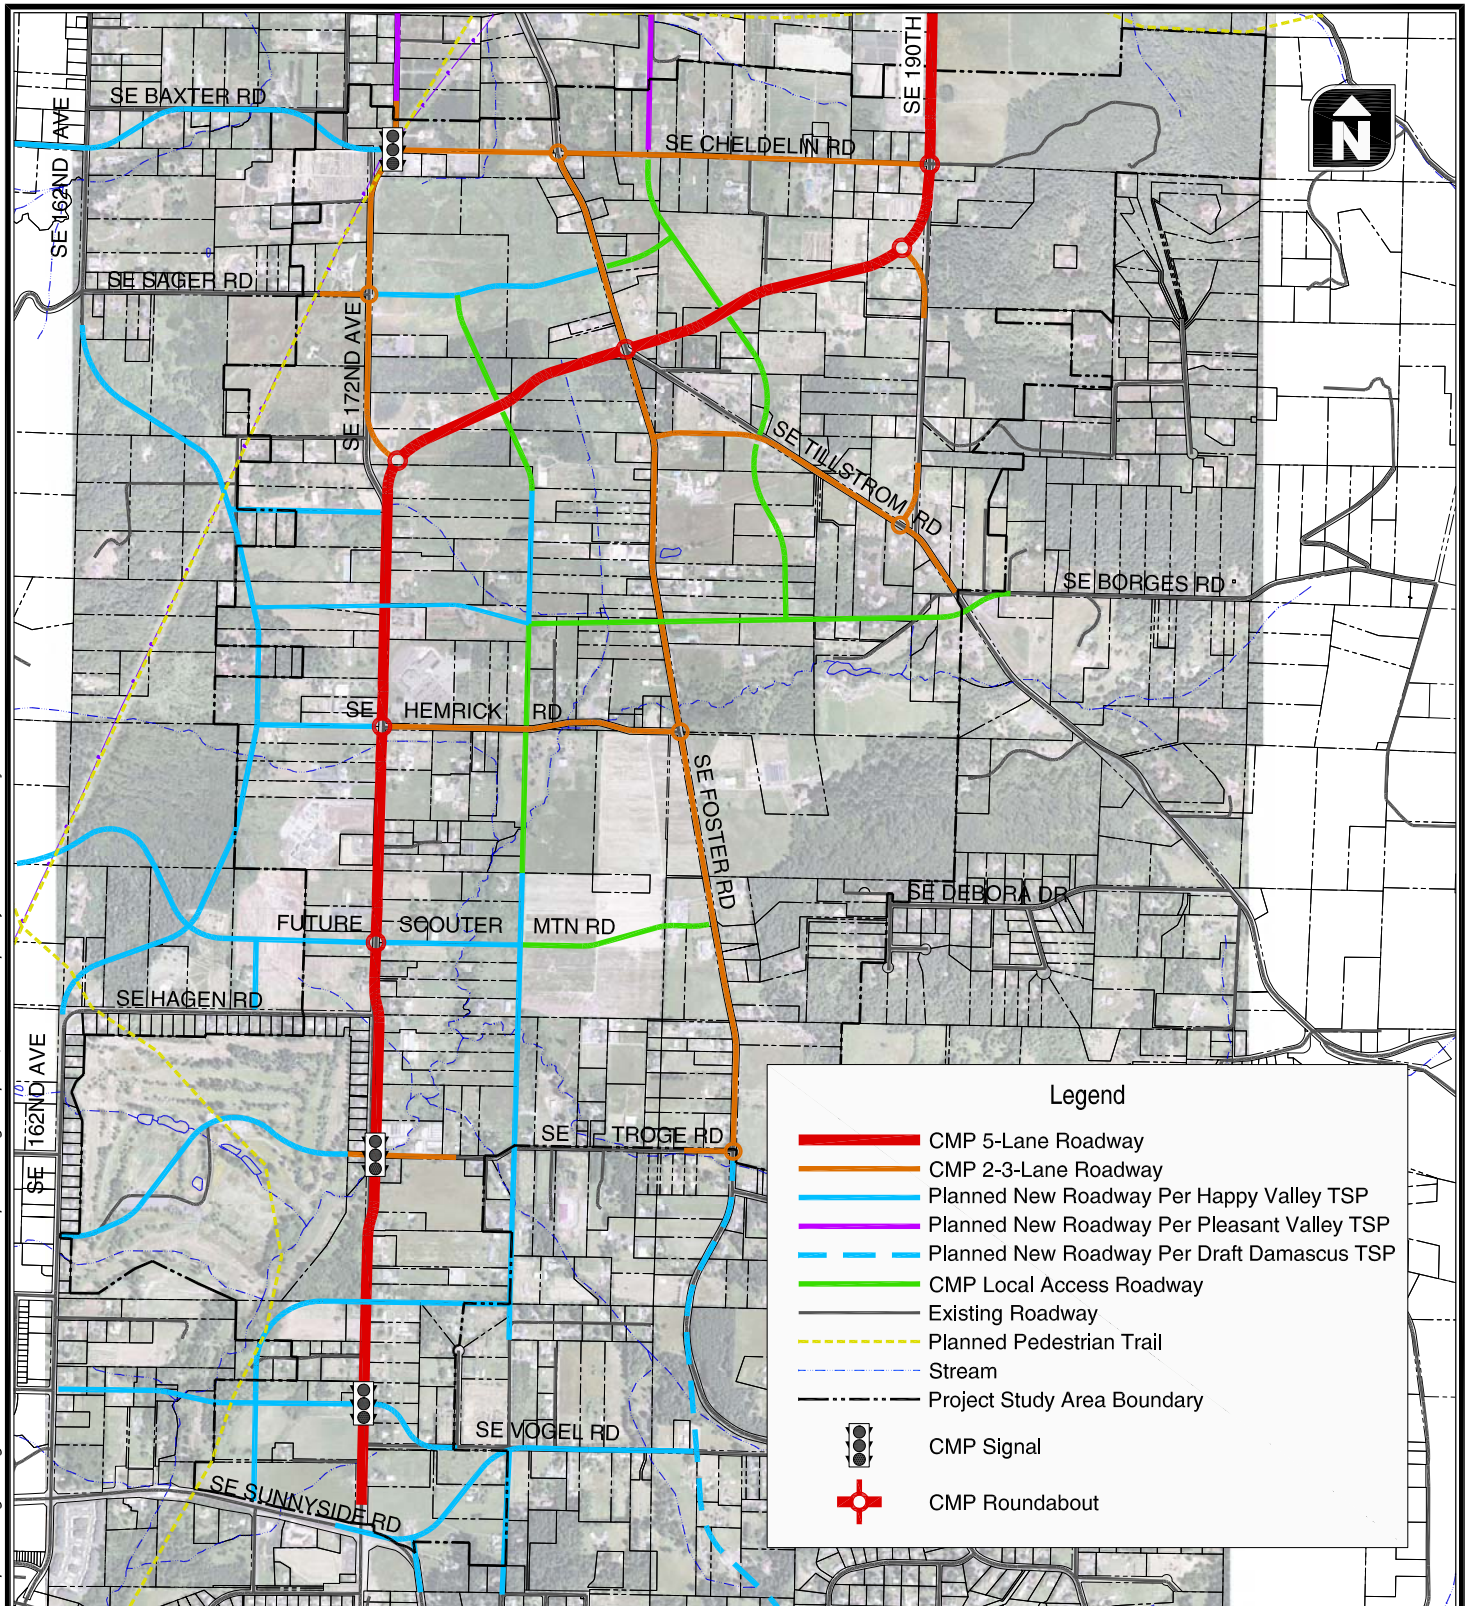 SE BAXTER RD
SE 162ND AVE
SE 190TH
N
SE CHELDELIN RD
SE SAGER RD
SE 172ND AVE
SE TILLSTROM RD
SE BORGES RD
SE HEMRICK RD
SE FOSTER RD
SE DEBORA DR
FUTURE SCOUTER MTN RD
SE HAGEN RD
SE 162ND AVE
SE TROGE RD
SE VOGEL RD
SE SUNNYSIDE RD
Legend
CMP 5-Lane Roadway
CMP 2-3-Lane Roadway
Planned New Roadway Per Happy Valley TSP
Planned New Roadway Per Pleasant Valley TSP
Planned New Roadway Per Draft Damascus TSP
CMP Local Access Roadway
Existing Roadway
Planned Pedestrian Trail
Stream
Project Study Area Boundary
CMP Signal
CMP Roundabout